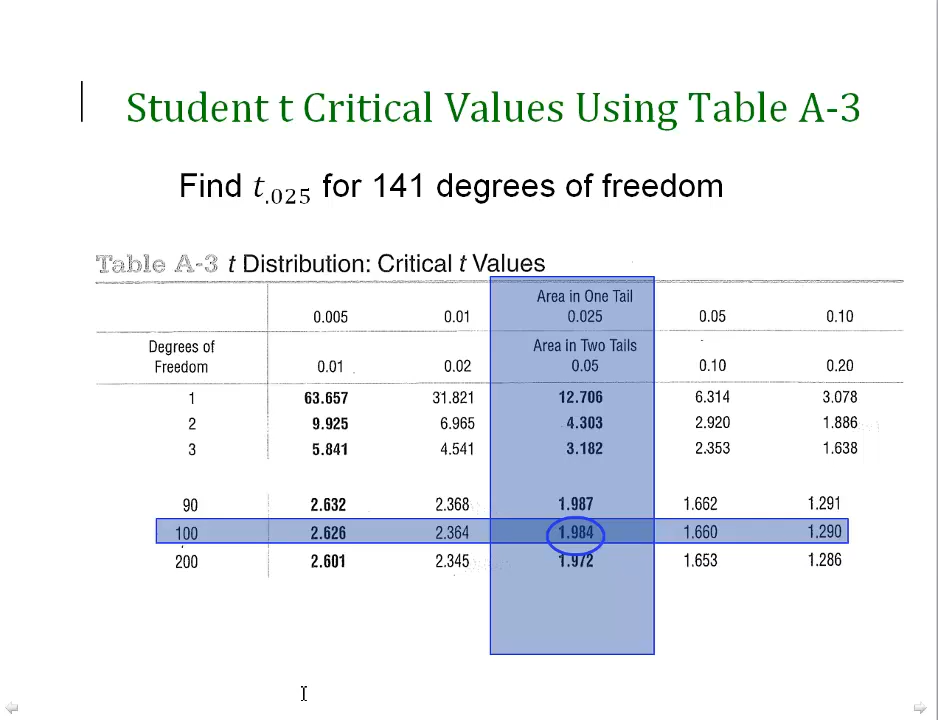 Student t Critical Values Using Table A-3
Find t.025 for 141 degrees of freedom
Table A-3 t Distribution: Critical t Values
Area in One Tail
0.005 0.01 0.025 0.05 0.10
Degrees of Area in Two Tails
Freedom 0.01 0.02 0.05 0.10 0.20
1 63.657 31.821 12.706 6.314 3.078
2 9.925 6.965 4.303 2.920 1.886
3 5.841 4.541 3.182 2.353 1.638
90 2.632 2.368 1.987 1.662 1.291
100 2.626 2.364 1.984 1.660 1.290
200 2.601 2.345 1.972 1.653 1.286